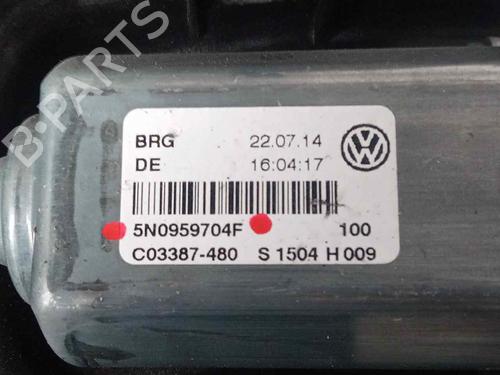 B-PARTS
BRG 22.07.14
DE 16:04:17
5N0959704F 100
C03387-480 S 1504 H 009